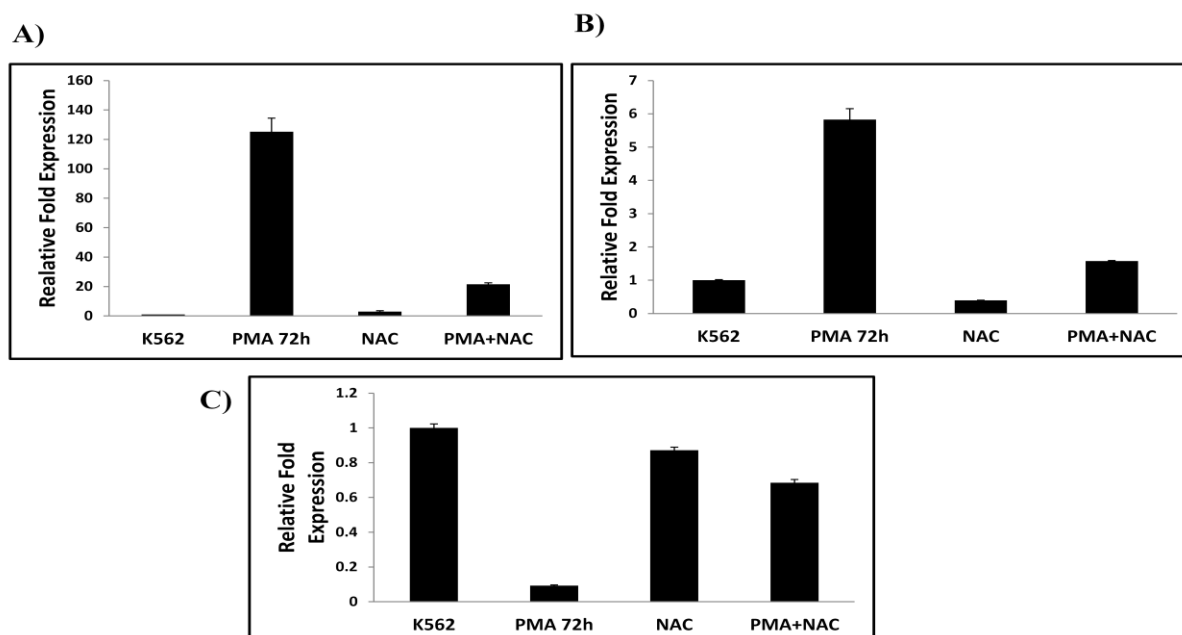 A)
Realative Fold Expression
160
140
120
100
80
60
40
20
0
K562 PMA 72h NAC PMA+NAC
B)
Relative Fold Expression
7
6
5
4
3
2
1
0
K562 PMA 72h NAC PMA+NAC
C)
Relative Fold
Expression
1.2
1
0.8
0.6
0.4
0.2
0
K562 PMA 72h NAC PMA+NAC